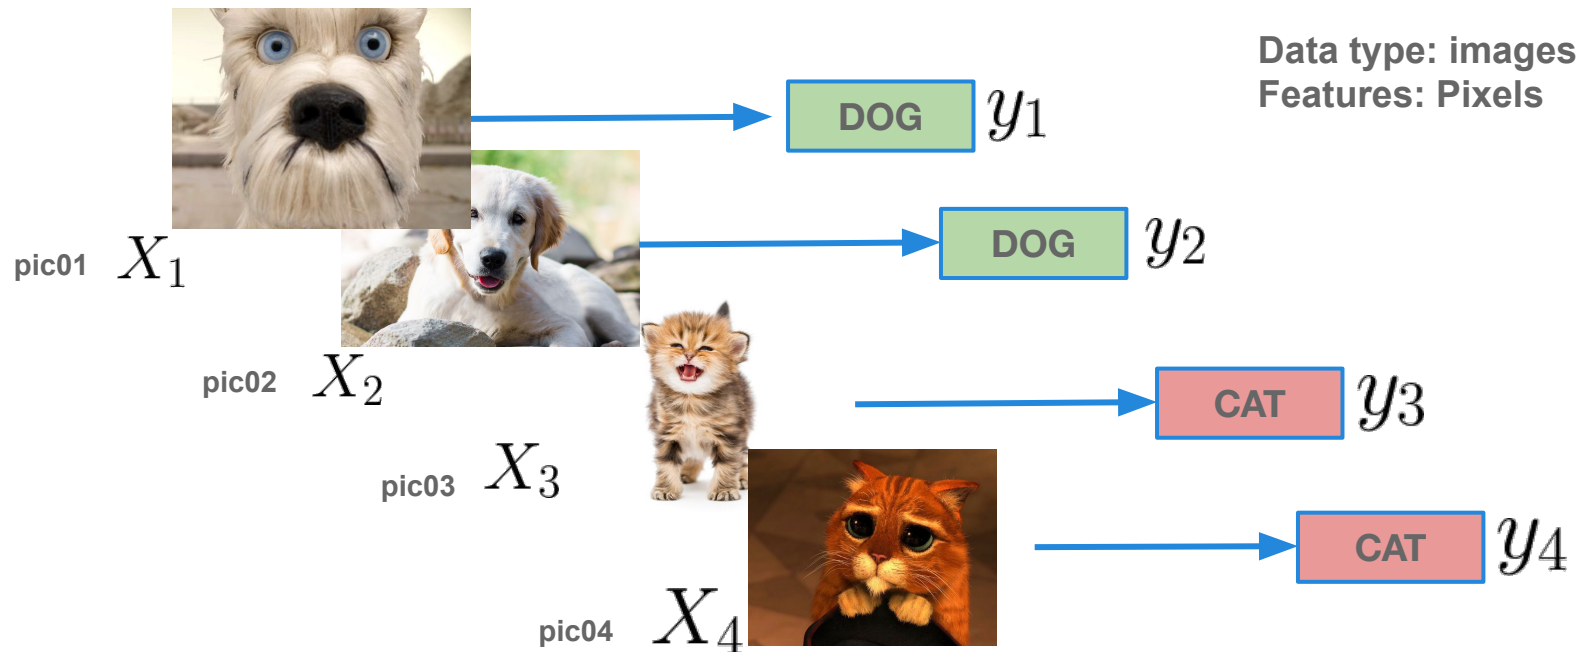 Data type: images
Features: Pixels
DOG y1
pic01 X1
DOG y2
pic02 X2
CAT y3
pic03 X3
CAT y4
pic04 X4